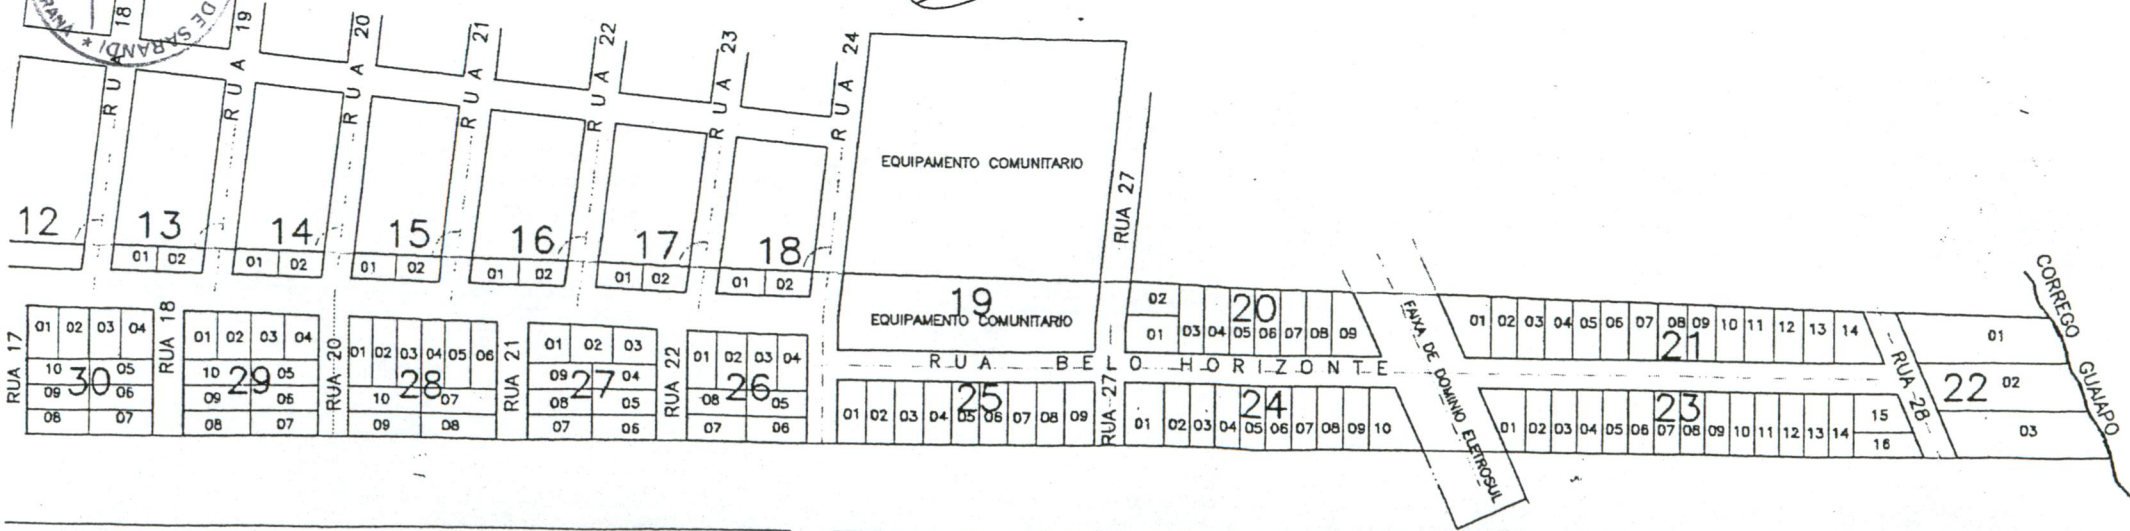 DE SARANDI *
RUA 18
RUA 19
RUA 20
RUA 21
RUA 22
RUA 23
RUA 24
EQUIPAMENTO COMUNITARIO
RUA 27
12
13
14
15
16
17
18
01 02
01 02
01 02
01 02
01 02
01 02
19
EQUIPAMENTO COMUNITARIO
02
01
20
03 04 05 06 07 08 09
FAIXA DE DOMINIO ELETROSUL
01 02 03 04 05 06 07 08 09 10 11 12 13 14
21
RUA 28
01
22 02
03
CORREGO GUAIAPO
RUA BELO HORIZONTE
RUA 17
01 02 03 04
10 30 05
09 06
08 07
RUA 18
01 02 03 04
10 29 05
09 06
08 07
RUA 20
01 02 03 04 05 06
28
10 07
09 08
RUA 21
01 02 03
09 27 04
08 05
07 06
RUA 22
01 02 03 04
08 26 05
07 06
25
01 02 03 04 05 06 07 08 09
RUA 27
24
01 02 03 04 05 06 07 08 09 10
23
01 02 03 04 05 06 07 08 09 10 11 12 13 14
15
16